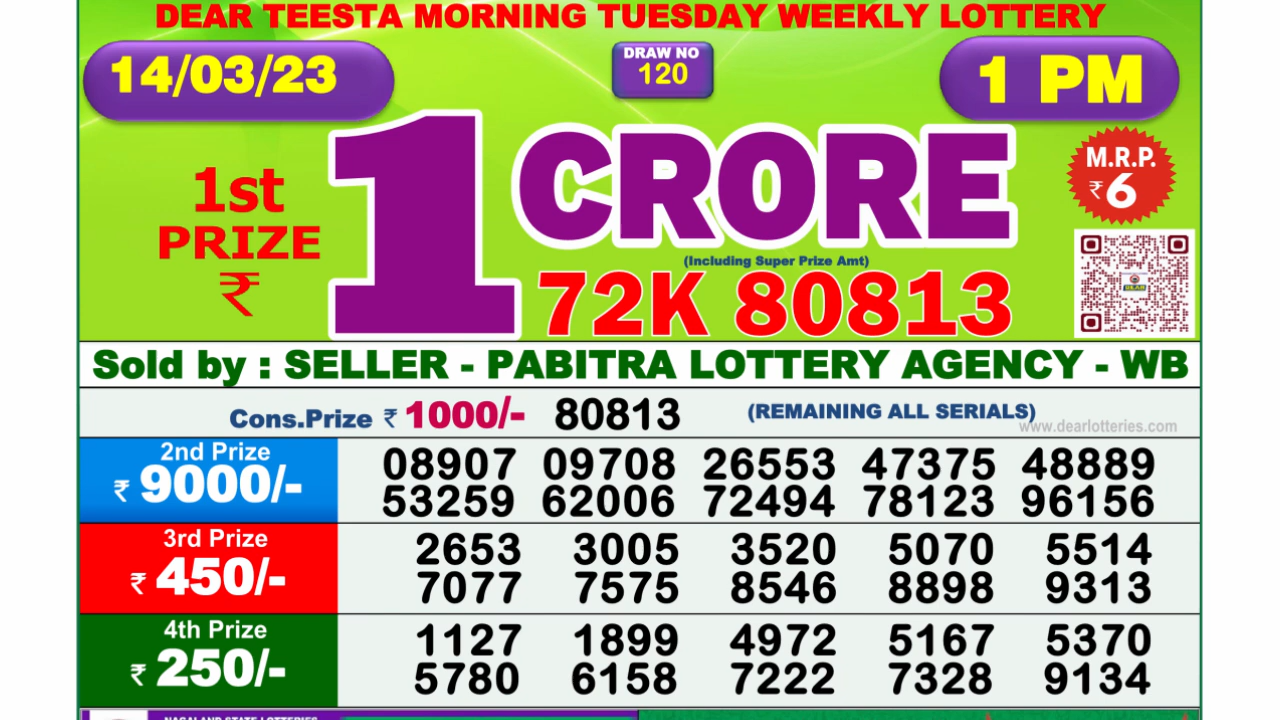 DEAR TEESTA MORNING TUESDAY WEEKLY LOTTERY
14/03/23
DRAW NO
120
1 PM
1st
PRIZE
₹
1 CRORE
(Including Super Prize Amt)
72K 80813
M.R.P.
₹6
DEAR
Sold by : SELLER - PABITRA LOTTERY AGENCY - WB
Cons.Prize ₹ 1000/- 80813 (REMAINING ALL SERIALS)
www.dearlotteries.com
2nd Prize
₹ 9000/-
08907 09708 26553 47375 48889
53259 62006 72494 78123 96156
3rd Prize
₹ 450/-
2653 3005 3520 5070 5514
7077 7575 8546 8898 9313
4th Prize
₹ 250/-
1127 1899 4972 5167 5370
5780 6158 7222 7328 9134
NAGALAND STATE LOTTERIES